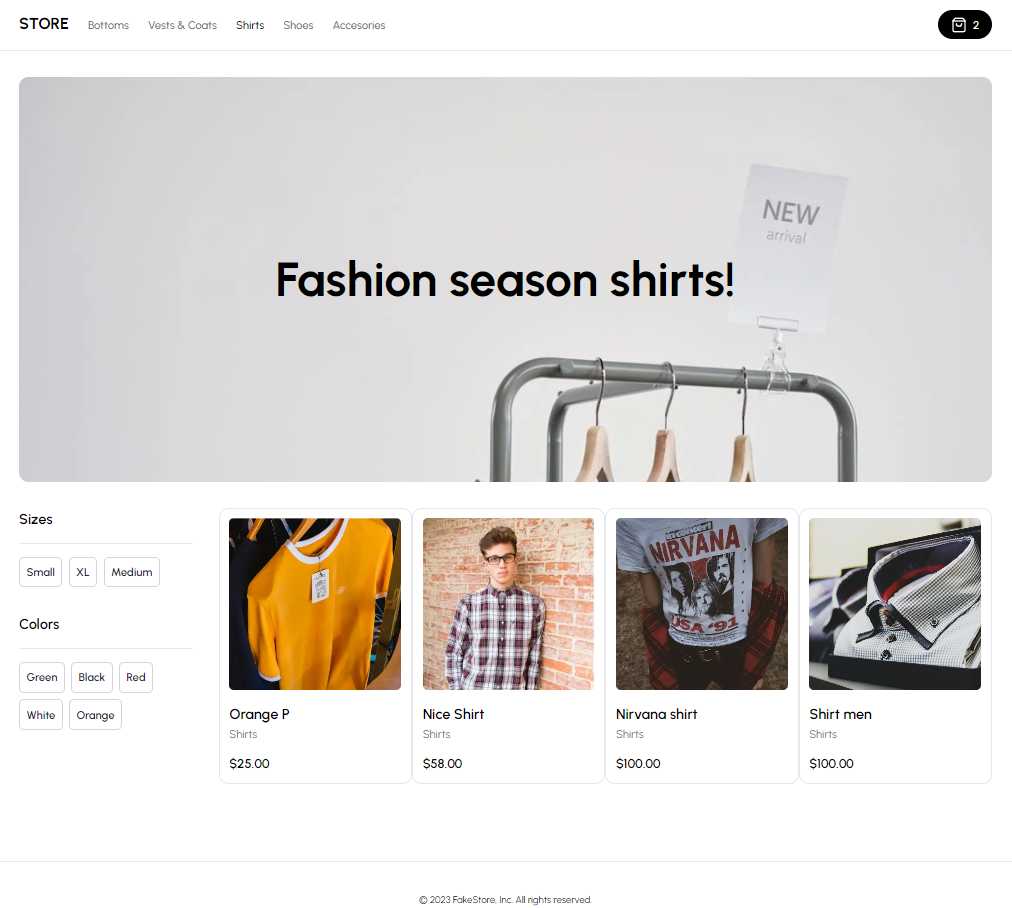 STORE Bottoms Vests & Coats Shirts Shoes Accesories 2
NEW
arrival
Fashion season shirts!
Sizes
Small XL Medium
Colors
Green Black Red
White Orange
NIRVANA
USA '91
Orange P Nice Shirt Nirvana shirt Shirt men
Shirts Shirts Shirts Shirts
$25.00 $58.00 $100.00 $100.00
© 2023 FakeStore, Inc. All rights reserved.